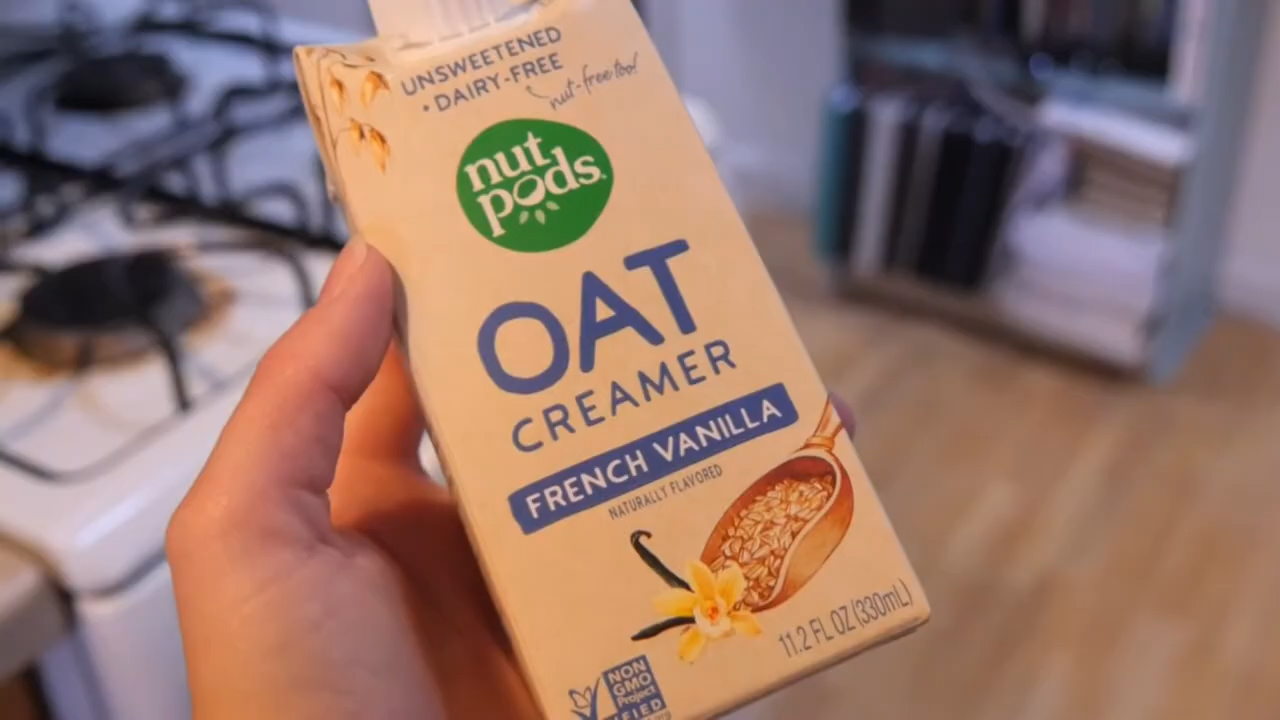 UNSWEETENED
• DAIRY-FREE
nut-free too!
nut
pods
OAT
CREAMER
FRENCH VANILLA
NATURALLY FLAVORED
11.2 FL OZ (330mL)
NON
GMO
Project